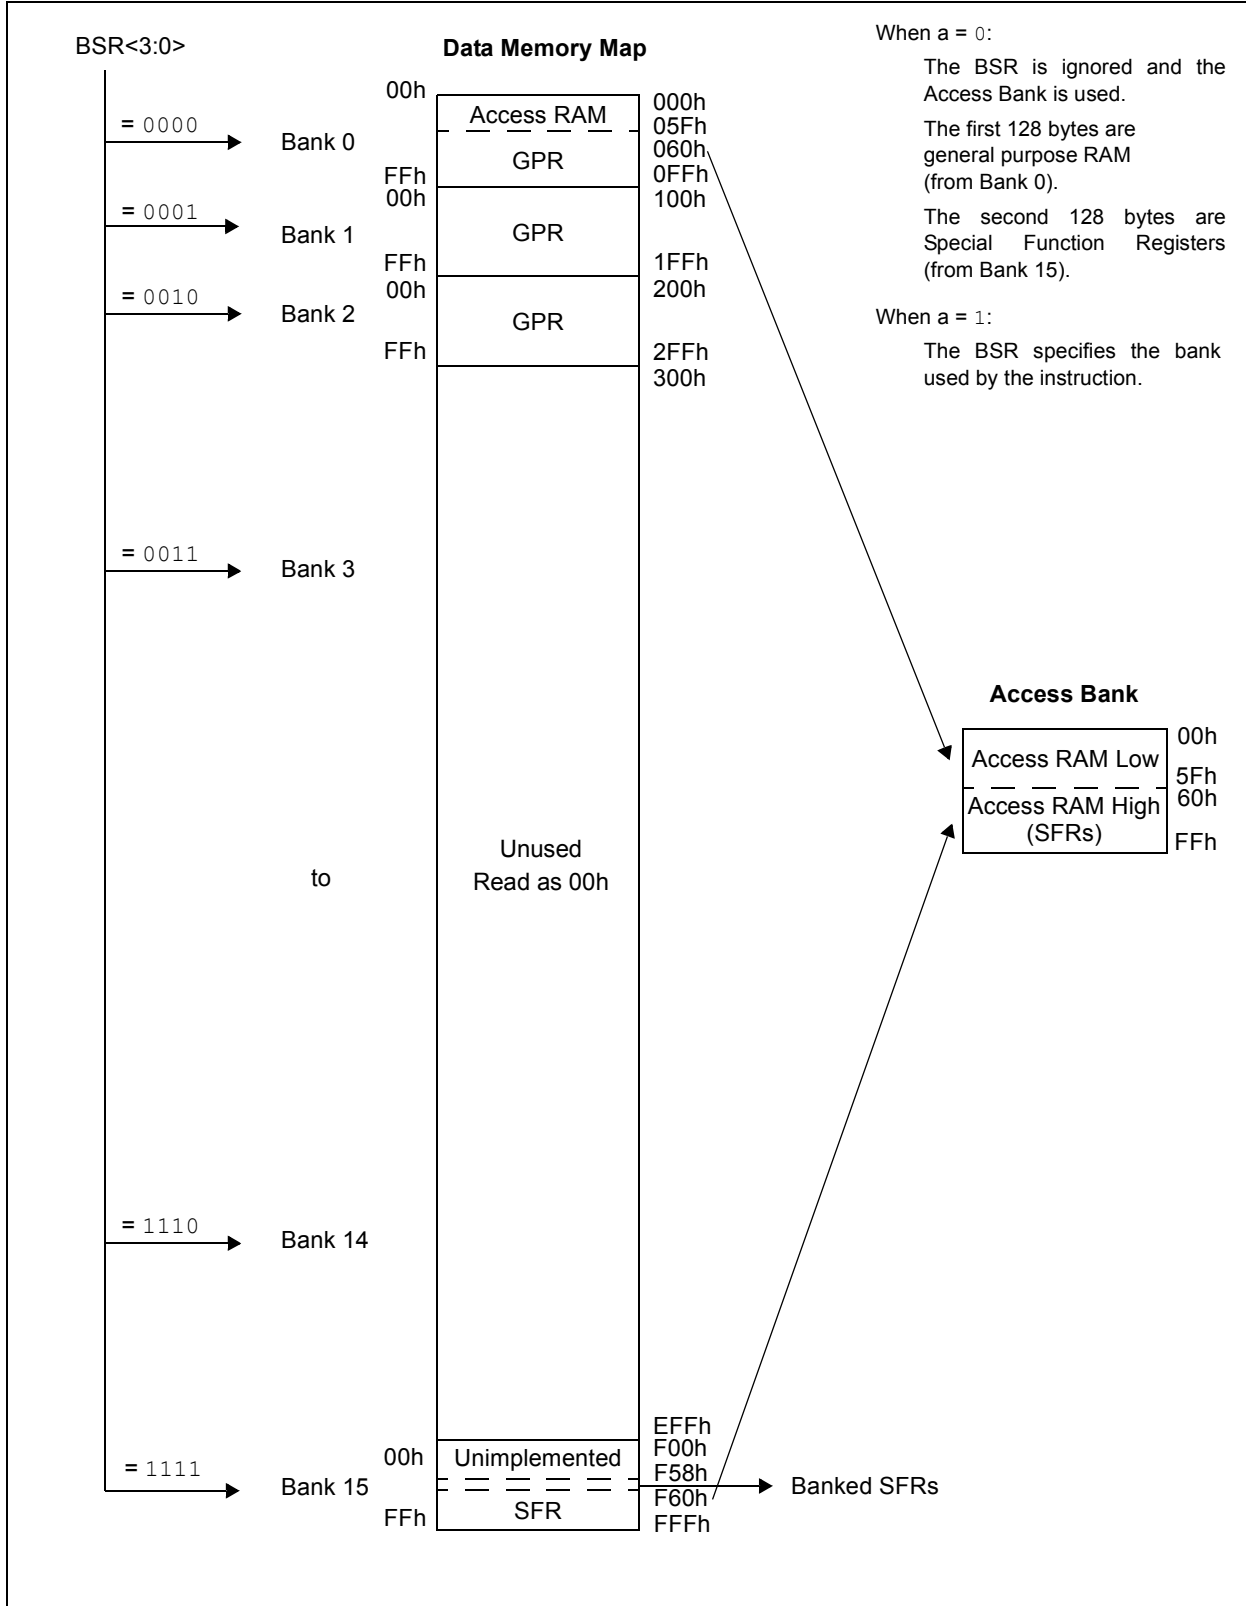 BSR<3:0>
Data Memory Map
= 0000
Bank 0
00h
Access RAM
GPR
FFh
000h
05Fh
060h
0FFh
= 0001
Bank 1
00h
GPR
FFh
100h
1FFh
= 0010
Bank 2
00h
GPR
FFh
200h
2FFh
300h
= 0011
Bank 3
to
Unused
Read as 00h
= 1110
Bank 14
EFFh
= 1111
Bank 15
00h
Unimplemented
SFR
FFh
F00h
F58h
F60h
FFFh
Banked SFRs
When a = 0:
The BSR is ignored and the
Access Bank is used.
The first 128 bytes are
general purpose RAM
(from Bank 0).
The second 128 bytes are
Special Function Registers
(from Bank 15).
When a = 1:
The BSR specifies the bank
used by the instruction.
Access Bank
Access RAM Low
Access RAM High
(SFRs)
00h
5Fh
60h
FFh